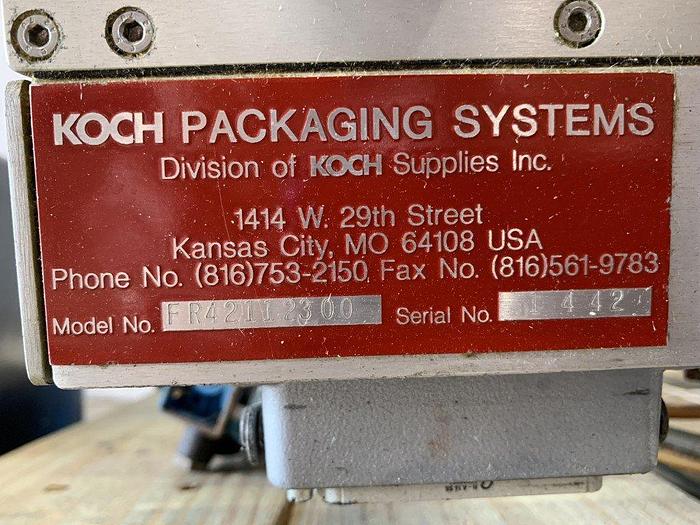 KOCH PACKAGING SYSTEMS
Division of KOCH Supplies Inc.
1414 W. 29th Street
Kansas City, MO 64108 USA
Phone No. (816)753-2150 Fax No. (816)561-9783
Model No. FR42112300 Serial No.